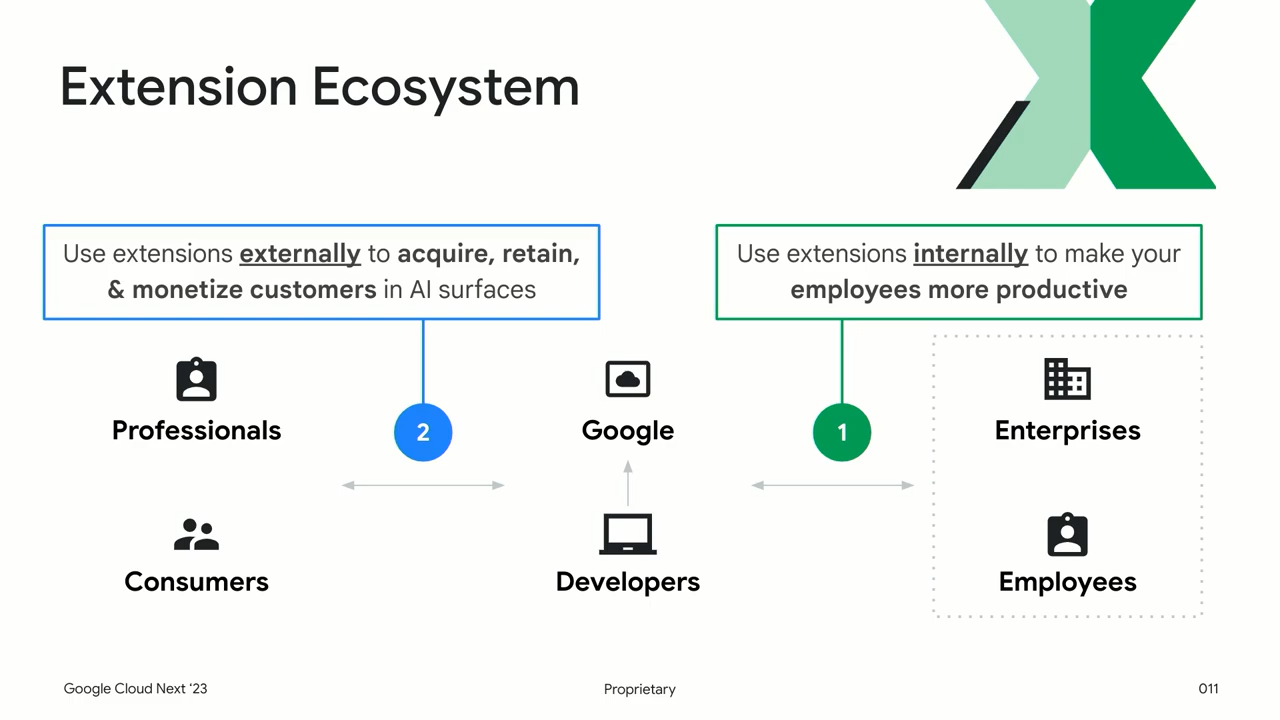 Extension Ecosystem
Use extensions externally to acquire, retain,
& monetize customers in AI surfaces
Use extensions internally to make your
employees more productive
Professionals
2
Google
1
Enterprises
Consumers
Developers
Employees
Google Cloud Next ‘23
Proprietary
011